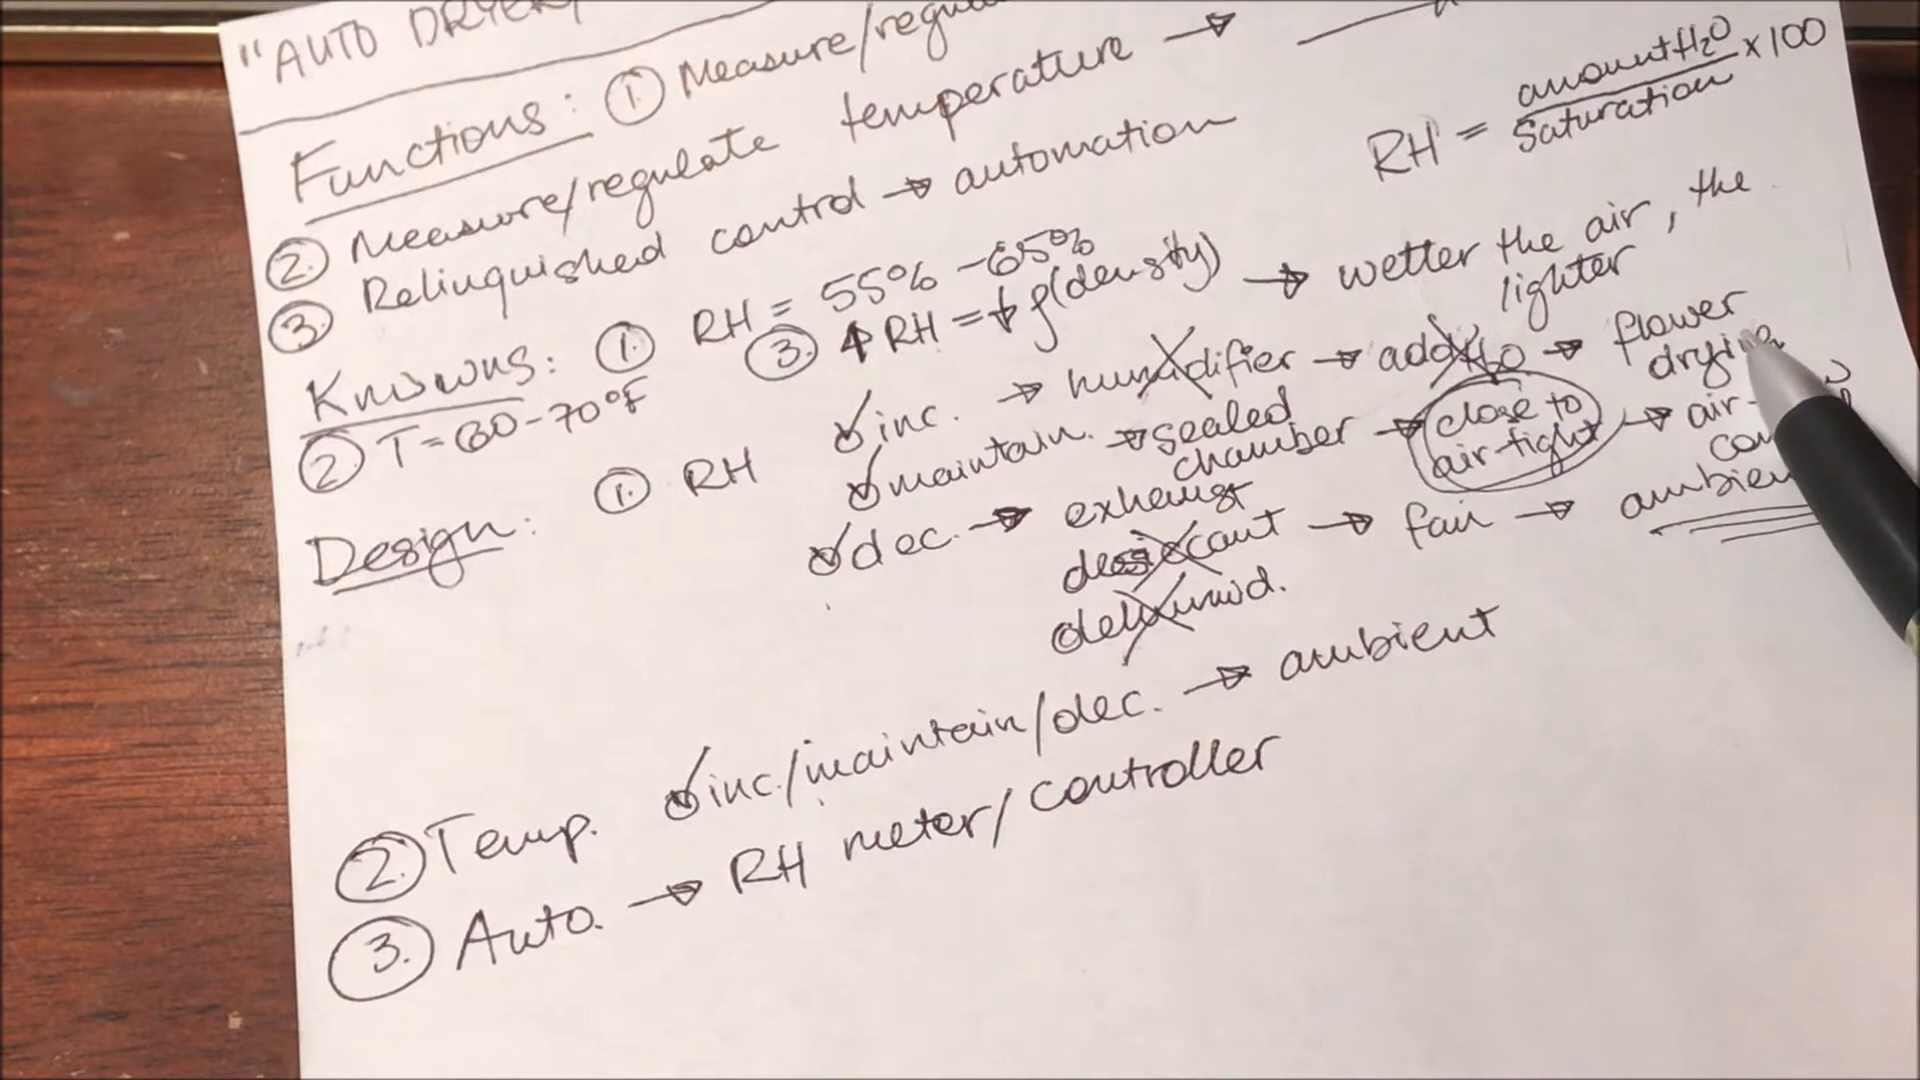 "AUTO DRYER
Functions: ① Measure/regu
② Measure/regulate temperature →
③ Relinquished control → automation
RH = amount H₂O / Saturation × 100
Knowns: ① RH = 55% - 65%
② T = 60-70°F
③ ↑ RH = ↓ ρ(density) → wetter the air, the lighter
Design: ① RH
inc. → humidifier → add H₂O → flower drying
maintain. → sealed chamber → close to air-tight → air-
dec. → exhaust
desiccant → fan → ambien
dehumid.
② Temp. inc./maintain/dec. → ambient
③ Auto. → RH meter/controller